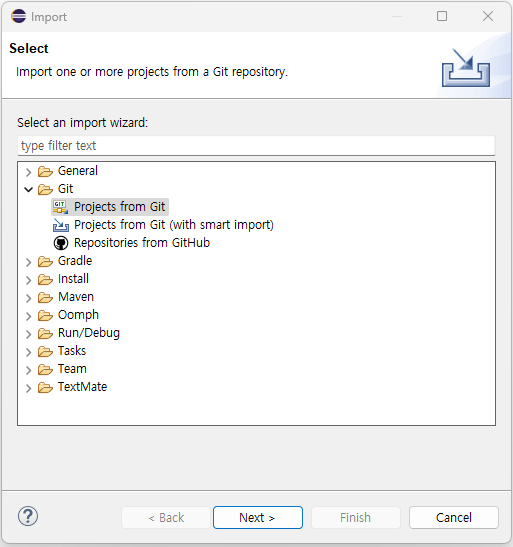 Import
Select
Import one or more projects from a Git repository.
Select an import wizard:
type filter text
General
Git
Projects from Git
Projects from Git (with smart import)
Repositories from GitHub
Gradle
Install
Maven
Oomph
Run/Debug
Tasks
Team
TextMate
? < Back Next > Finish Cancel